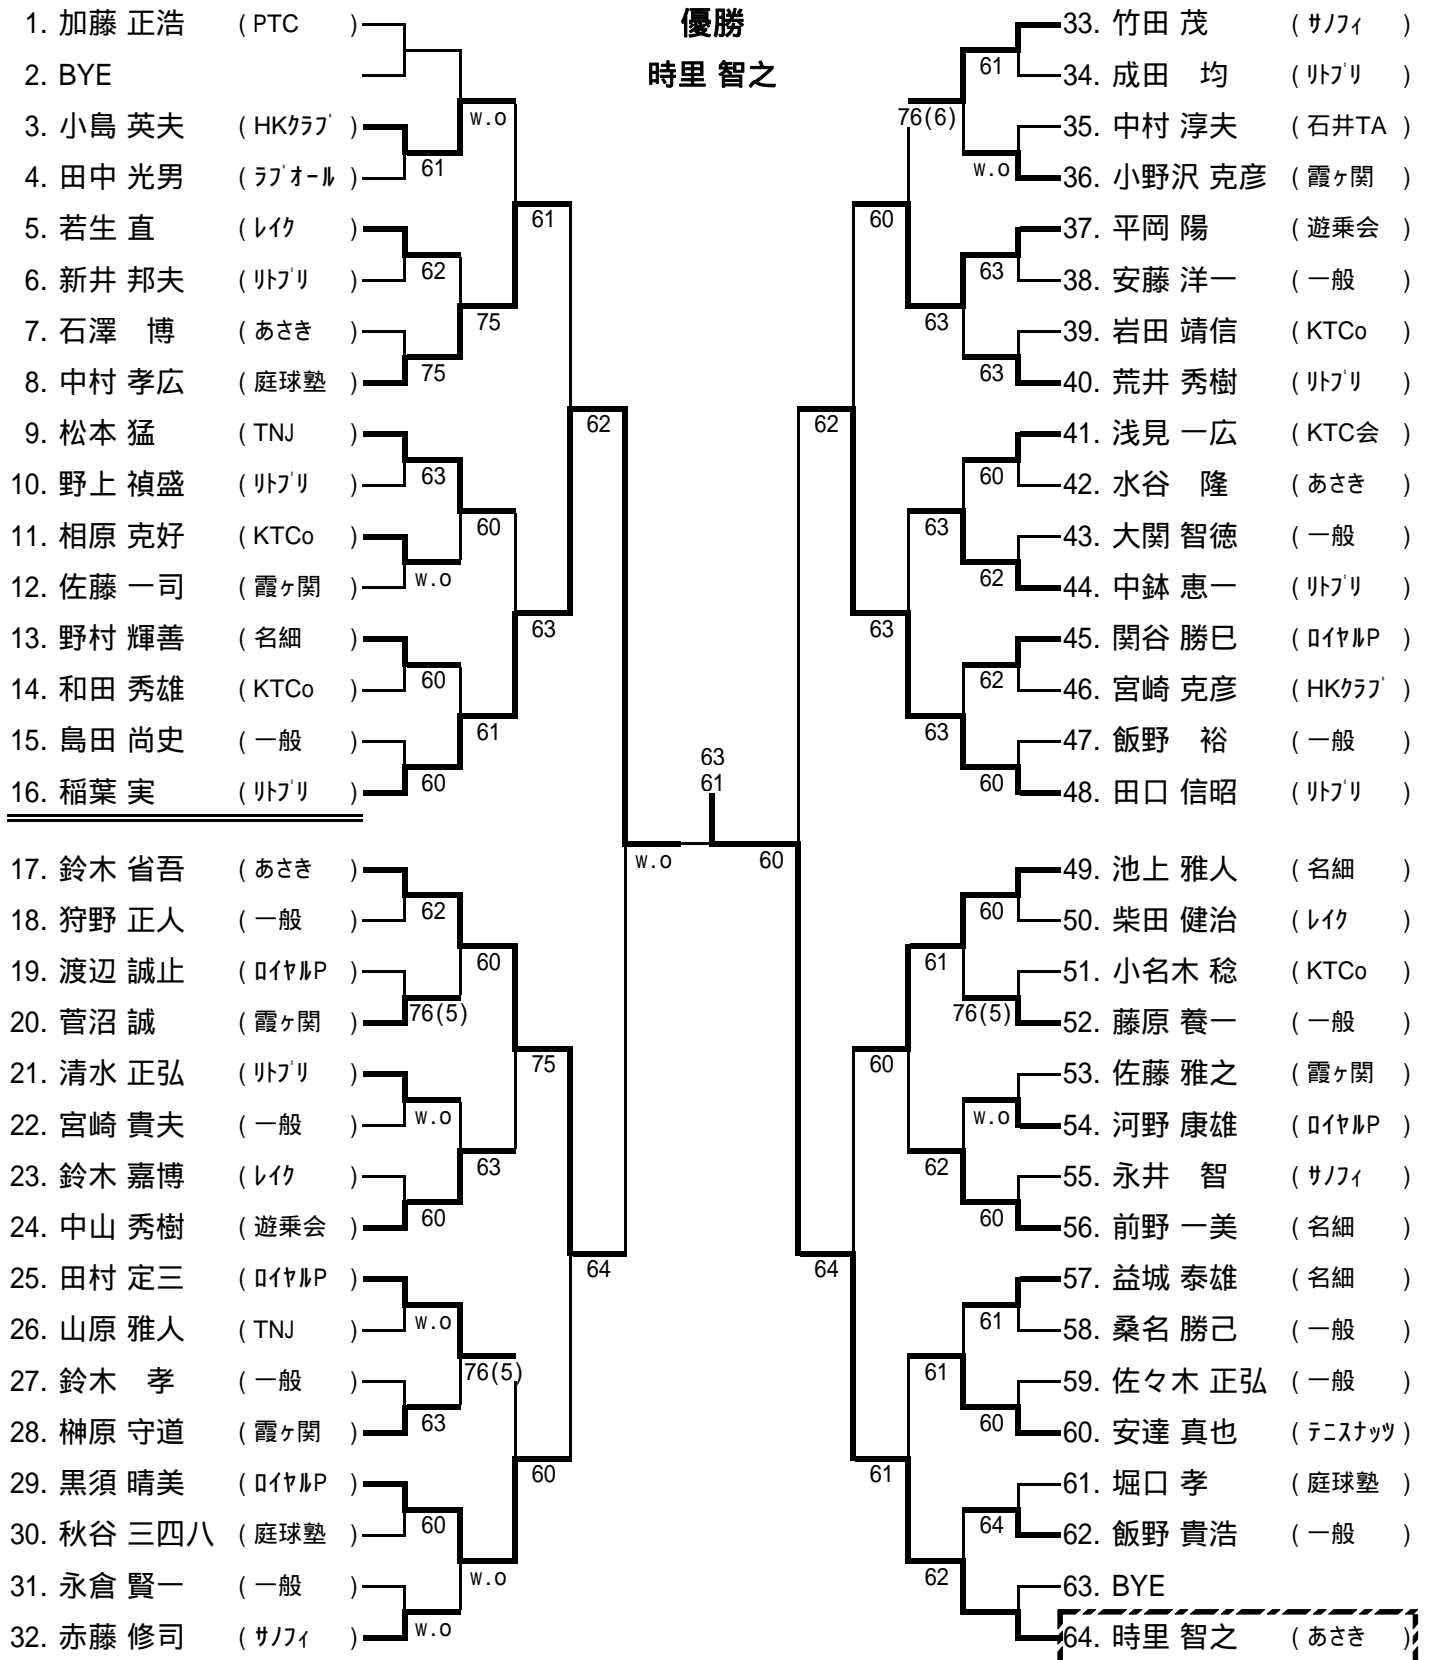 優勝
時里 智之
1. 加藤 正浩 ( PTC )
2. BYE
3. 小島 英夫 ( HKｸﾗﾌﾞ )
4. 田中 光男 ( ﾗﾌﾞｵｰﾙ )
5. 若生 直 ( ﾚｲｸ )
6. 新井 邦夫 ( ﾘﾄﾌﾟﾘ )
7. 石澤　博 ( あさき )
8. 中村 孝広 ( 庭球塾 )
9. 松本 猛 ( TNJ )
10. 野上 禎盛 ( ﾘﾄﾌﾟﾘ )
11. 相原 克好 ( KTCo )
12. 佐藤 一司 ( 霞ヶ関 )
13. 野村 輝善 ( 名細 )
14. 和田 秀雄 ( KTCo )
15. 島田 尚史 ( 一般 )
16. 稲葉 実 ( ﾘﾄﾌﾟﾘ )
17. 鈴木 省吾 ( あさき )
18. 狩野 正人 ( 一般 )
19. 渡辺 誠止 ( ﾛｲﾔﾙP )
20. 菅沼 誠 ( 霞ヶ関 )
21. 清水 正弘 ( ﾘﾄﾌﾟﾘ )
22. 宮崎 貴夫 ( 一般 )
23. 鈴木 嘉博 ( ﾚｲｸ )
24. 中山 秀樹 ( 遊乗会 )
25. 田村 定三 ( ﾛｲﾔﾙP )
26. 山原 雅人 ( TNJ )
27. 鈴木　孝 ( 一般 )
28. 榊原 守道 ( 霞ヶ関 )
29. 黒須 晴美 ( ﾛｲﾔﾙP )
30. 秋谷 三四八 ( 庭球塾 )
31. 永倉 賢一 ( 一般 )
32. 赤藤 修司 ( ｻﾉﾌｨ )
61
62
75
63
w.o
60
60
62
76(5)
w.o
60
w.o
63
60
w.o
w.o
75
60
61
60
63
76(5)
w.o
61
63
75
60
62
64
w.o
63
61
60
62
64
60
63
60
61
76(6)
63
63
63
61
62
61
62
61
w.o
63
63
60
62
62
60
60
76(5)
w.o
60
61
60
64
33. 竹田 茂 ( ｻﾉﾌｨ )
34. 成田　均 ( ﾘﾄﾌﾟﾘ )
35. 中村 淳夫 ( 石井TA )
36. 小野沢 克彦 ( 霞ヶ関 )
37. 平岡 陽 ( 遊乗会 )
38. 安藤 洋一 ( 一般 )
39. 岩田 靖信 ( KTCo )
40. 荒井 秀樹 ( ﾘﾄﾌﾟﾘ )
41. 浅見 一広 ( KTC会 )
42. 水谷　隆 ( あさき )
43. 大関 智徳 ( 一般 )
44. 中鉢 恵一 ( ﾘﾄﾌﾟﾘ )
45. 関谷 勝巳 ( ﾛｲﾔﾙP )
46. 宮崎 克彦 ( HKｸﾗﾌﾞ )
47. 飯野　裕 ( 一般 )
48. 田口 信昭 ( ﾘﾄﾌﾟﾘ )
49. 池上 雅人 ( 名細 )
50. 柴田 健治 ( ﾚｲｸ )
51. 小名木 稔 ( KTCo )
52. 藤原 養一 ( 一般 )
53. 佐藤 雅之 ( 霞ヶ関 )
54. 河野 康雄 ( ﾛｲﾔﾙP )
55. 永井　智 ( ｻﾉﾌｨ )
56. 前野 一美 ( 名細 )
57. 益城 泰雄 ( 名細 )
58. 桑名 勝己 ( 一般 )
59. 佐々木 正弘 ( 一般 )
60. 安達 真也 ( ﾃﾆｽﾅｯﾂ )
61. 堀口 孝 ( 庭球塾 )
62. 飯野 貴浩 ( 一般 )
63. BYE
64. 時里 智之 ( あさき )